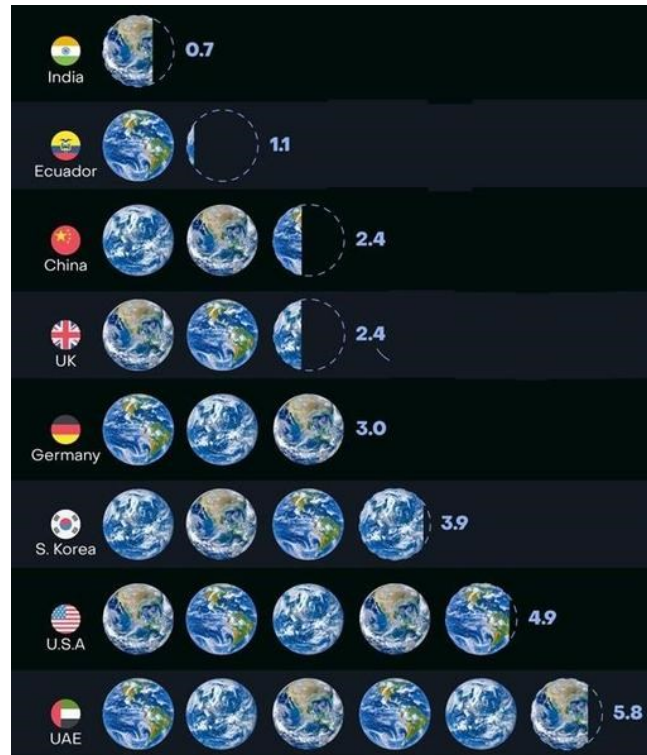 India
0.7
Ecuador
1.1
China
2.4
UK
2.4
Germany
3.0
S. Korea
3.9
U.S.A
4.9
UAE
5.8